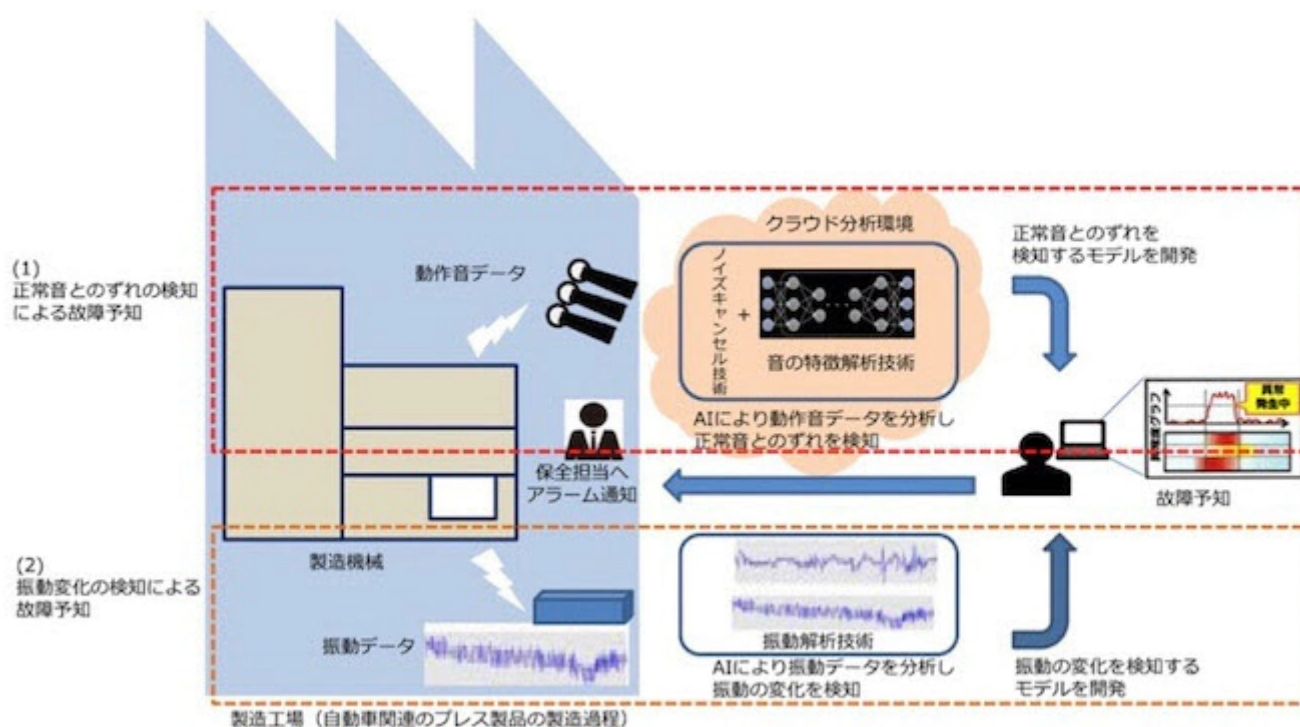 (1)
正常音とのずれの検知
による故障予知
動作音データ
クラウド分析環境
ノイズキャンセル技術
+
音の特徴解析技術
AIにより動作音データを分析し
正常音とのずれを検知
正常音とのずれを
検知するモデルを開発
異常
発生中
故障予知
保全担当へ
アラーム通知
製造機械
(2)
振動変化の検知による
故障予知
振動データ
振動解析技術
AIにより振動データを分析し
振動の変化を検知
振動の変化を検知する
モデルを開発
製造工場（自動車関連のプレス製品の製造過程）